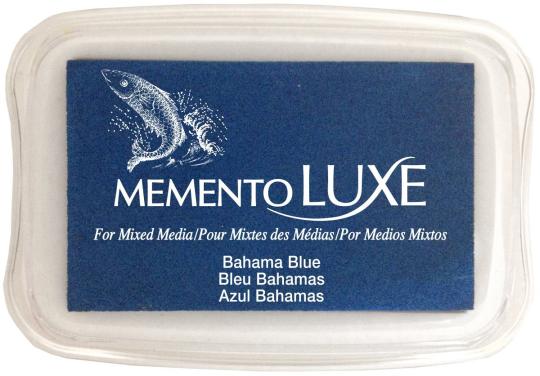 MEMENTO LUXE
For Mixed Media/Pour Mixtes des Médias/Por Medios Mixtos
Bahama Blue
Bleu Bahamas
Azul Bahamas